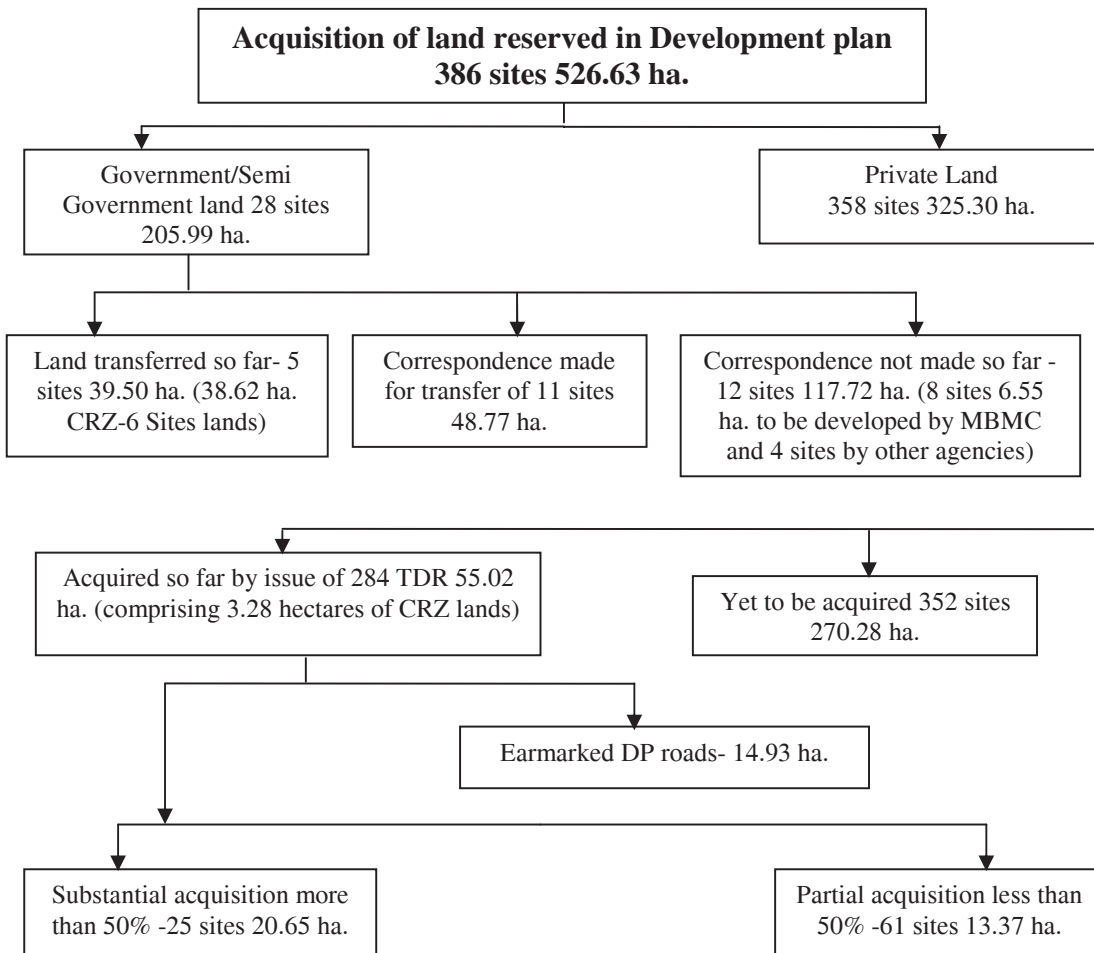 Acquisition of land reserved in Development plan
386 sites 526.63 ha.
Government/Semi
Government land 28 sites
205.99 ha.
Private Land
358 sites 325.30 ha.
Land transferred so far- 5
sites 39.50 ha. (38.62 ha.
CRZ-6 Sites lands)
Correspondence made
for transfer of 11 sites
48.77 ha.
Correspondence not made so far -
12 sites 117.72 ha. (8 sites 6.55
ha. to be developed by MBMC
and 4 sites by other agencies)
Acquired so far by issue of 284 TDR 55.02
ha. (comprising 3.28 hectares of CRZ lands)
Yet to be acquired 352 sites
270.28 ha.
Earmarked DP roads- 14.93 ha.
Substantial acquisition more
than 50% -25 sites 20.65 ha.
Partial acquisition less than
50% -61 sites 13.37 ha.